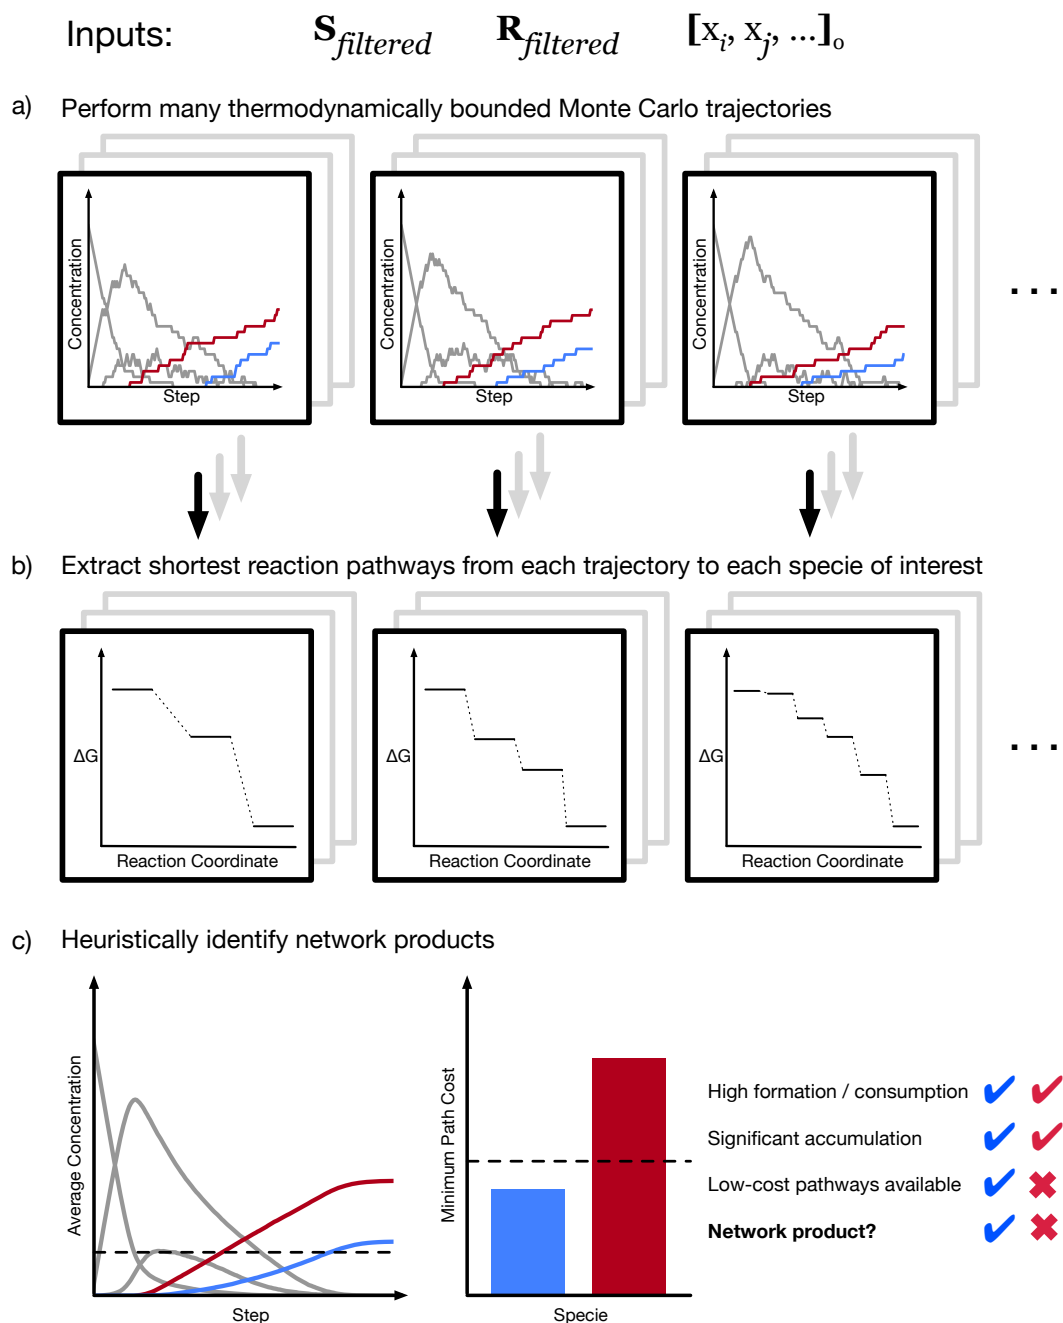 Inputs: S_filtered R_filtered [x_i, x_j, ...]_o
a) Perform many thermodynamically bounded Monte Carlo trajectories
Concentration
Step
Concentration
Step
Concentration
Step
. . .
b) Extract shortest reaction pathways from each trajectory to each specie of interest
ΔG
Reaction Coordinate
ΔG
Reaction Coordinate
ΔG
Reaction Coordinate
. . .
c) Heuristically identify network products
Average Concentration
Step
Minimum Path Cost
Specie
High formation / consumption ✔ ✔
Significant accumulation ✔ ✔
Low-cost pathways available ✔ ✖
Network product? ✔ ✖